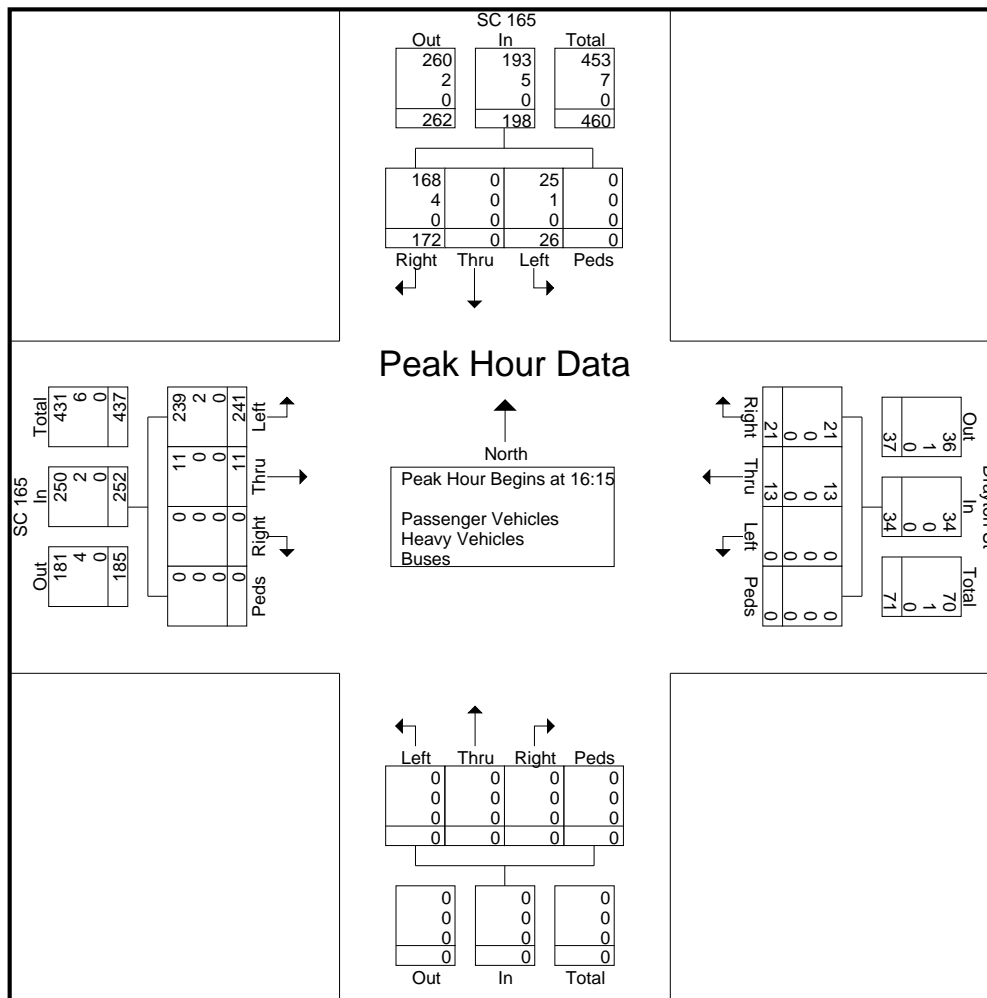 SC 165
Out In Total
260 193 453
2 5 7
0 0 0
262 198 460
168 0 25 0
4 0 1 0
0 0 0 0
172 0 26 0
Right Thru Left Peds
Peak Hour Data
North
Peak Hour Begins at 16:15
Passenger Vehicles
Heavy Vehicles
Buses
SC 165
Out In Total
181 250 431
4 2 6
0 0 0
185 252 437
Peds Right Thru Left
0 0 11 239
0 0 0 2
0 0 0 0
0 0 11 241
Out In Total
36 34 70
1 0 1
0 0 0
37 34 71
Right Thru Left Peds
21 13 0 0
0 0 0 0
0 0 0 0
21 13 0 0
Left Thru Right Peds
0 0 0 0
0 0 0 0
0 0 0 0
0 0 0 0
0 0 0
0 0 0
0 0 0
0 0 0
Out In Total